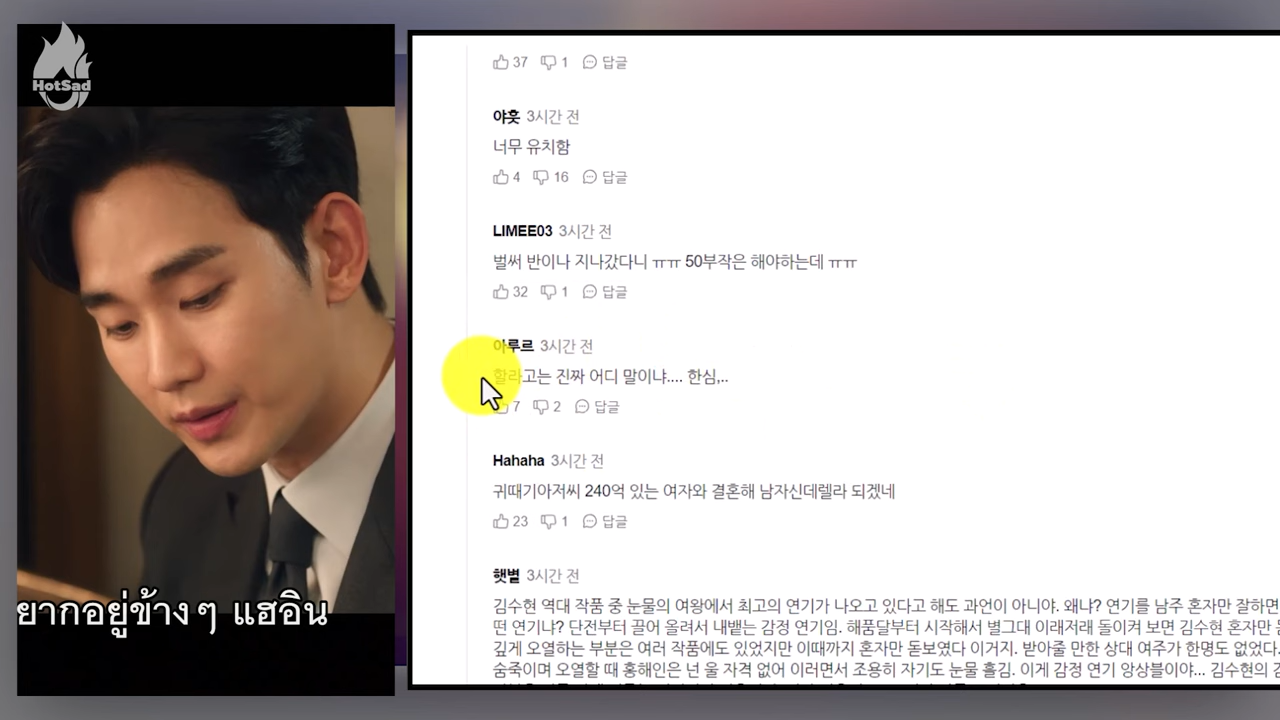 HotSad
ยากอยู่ข้างๆ แฮอิน
37 1 답글
야훗 3시간 전
너무 유치함
4 16 답글
LIMEE03 3시간 전
벌써 반이나 지나갔다니 ㅠㅠ 50부작은 해야하는데 ㅠㅠ
32 1 답글
아루르 3시간 전
할라고는 진짜 어디 말이냐.... 한심,..
7 2 답글
Hahaha 3시간 전
귀때기아저씨 240억 있는 여자와 결혼해 남자신데렐라 되겠네
23 1 답글
햇별 3시간 전
김수현 역대 작품 중 눈물의 여왕에서 최고의 연기가 나오고 있다고 해도 과언이 아니야. 왜냐? 연기를 남주 혼자만 잘하면
떤 연기냐? 단전부터 끌어 올려서 내뱉는 감정 연기임. 해품달부터 시작해서 별그대 이래저래 돌이켜 보면 김수현 혼자만
깊게 오열하는 부분은 여러 작품에도 있었지만 이때까지 혼자만 돋보였다 이거지. 받아줄 만한 상대 여주가 한명도 없었다.
숨죽이며 오열할 때 홍해인은 넌 울 자격 없어 이러면서 조용히 자기도 눈물 흘김. 이게 감정 연기 앙상블이야... 김수현의